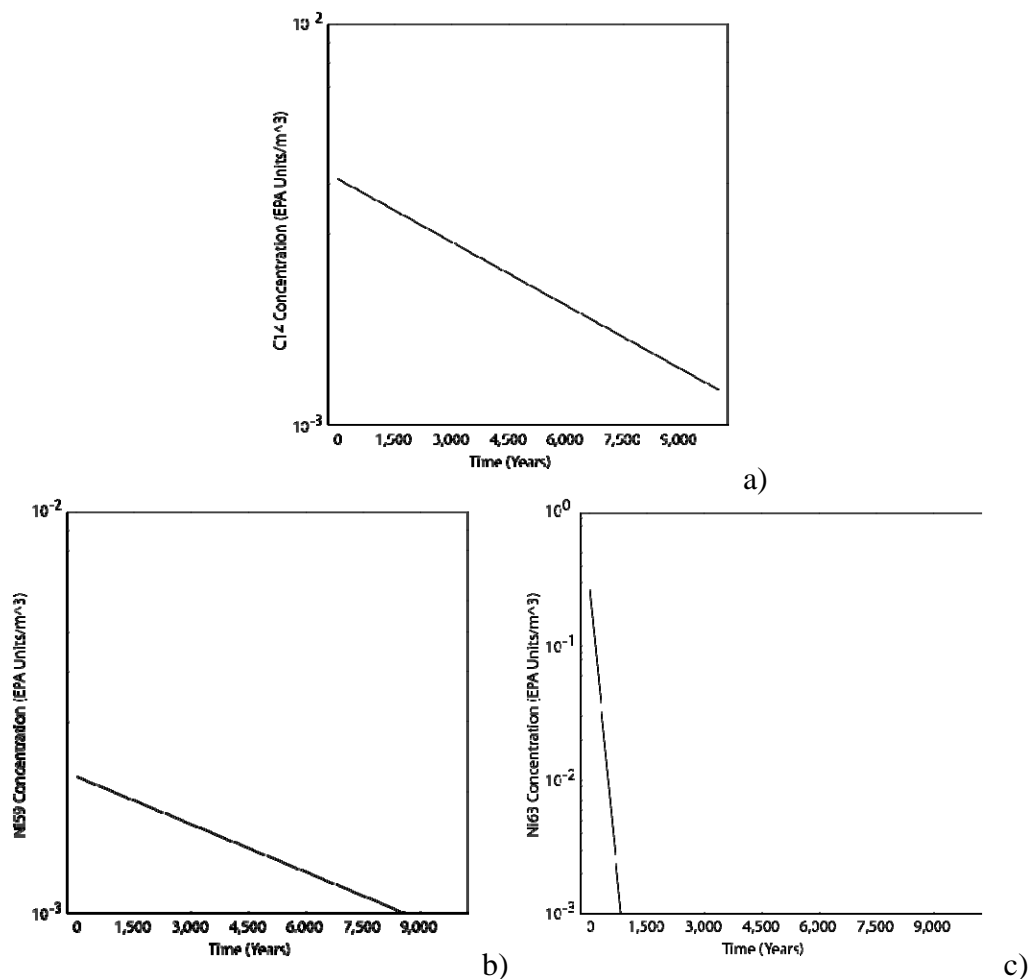 10^-2
C14 Concentration (EPA Units/m^3)
10^-3
0 1,500 3,000 4,500 6,000 7,500 9,000
Time (Years)
a)
10^-2
Ni59 Concentration (EPA Units/m^3)
10^-3
0 1,500 3,000 4,500 6,000 7,500 9,000
Time (Years)
b)
10^0
10^-1
Ni63 Concentration (EPA Units/m^3)
10^-2
10^-3
0 1,500 3,000 4,500 6,000 7,500 9,000
Time (Years)
c)